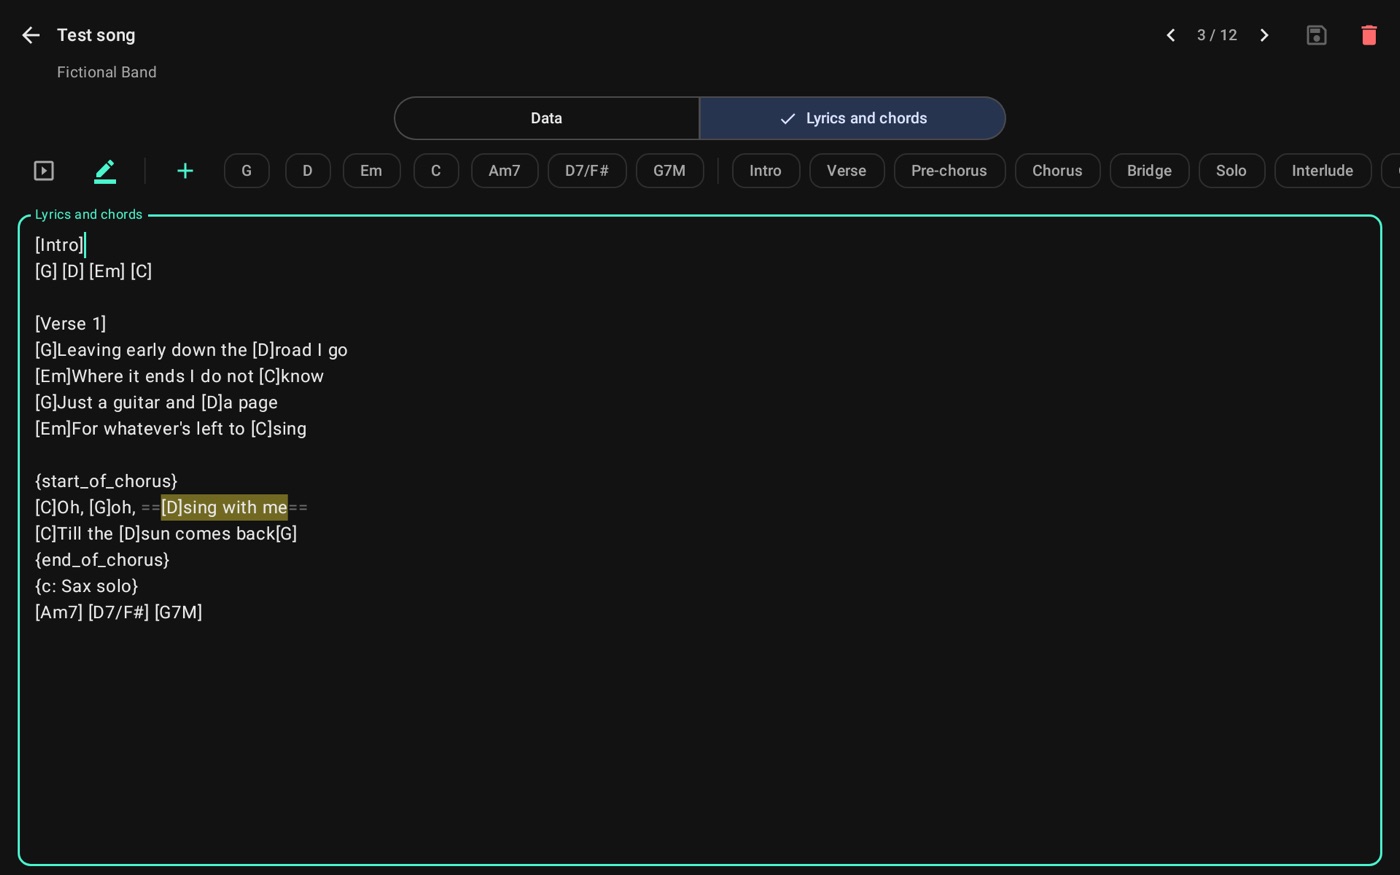 Test song
3 / 12
Fictional Band
Data
Lyrics and chords
G D Em C Am7 D7/F# G7M Intro Verse Pre-chorus Chorus Bridge Solo Interlude
Lyrics and chords
[Intro]
[G] [D] [Em] [C]
[Verse 1]
[G]Leaving early down the [D]road I go
[Em]Where it ends I do not [C]know
[G]Just a guitar and [D]a page
[Em]For whatever's left to [C]sing
{start_of_chorus}
[C]Oh, [G]oh, ==[D]sing with me==
[C]Till the [D]sun comes back[G]
{end_of_chorus}
{c: Sax solo}
[Am7] [D7/F#] [G7M]